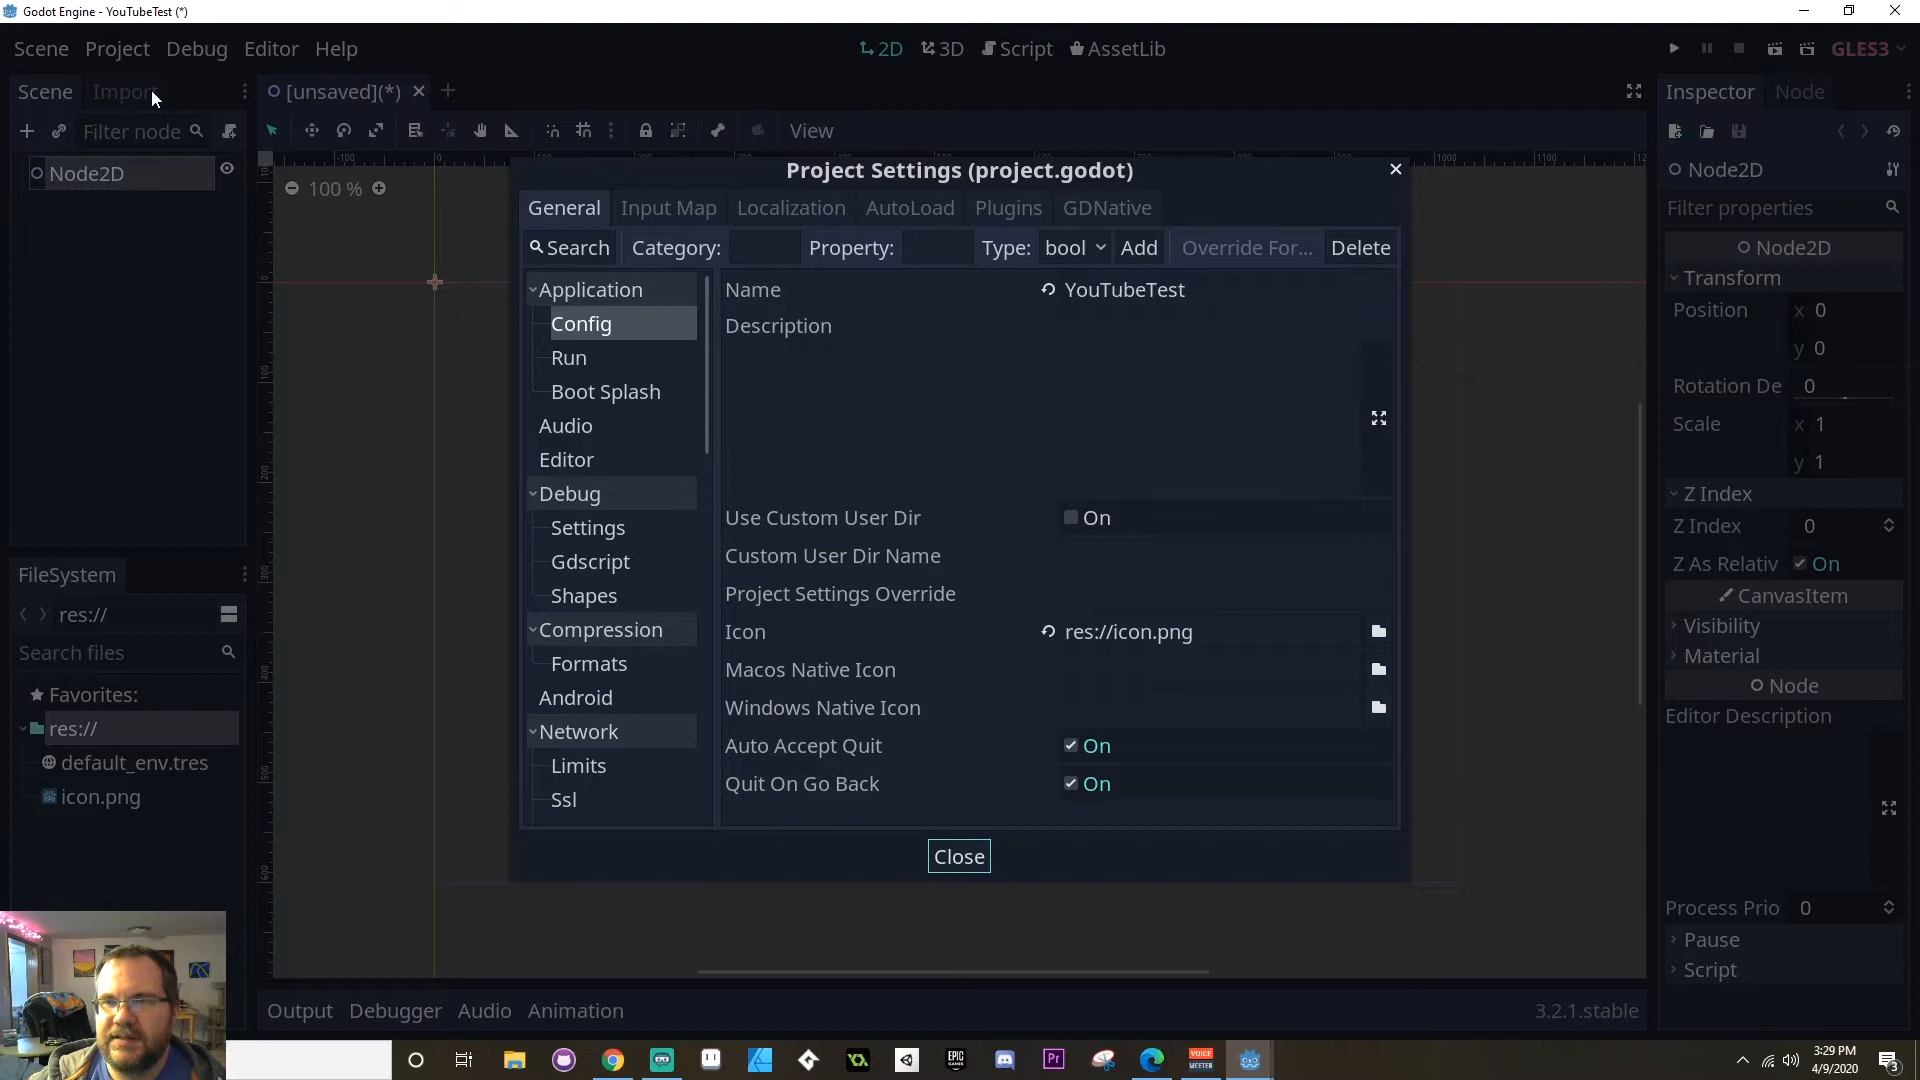 Godot Engine - YouTubeTest (*)
Scene Project Debug Editor Help
2D 3D Script AssetLib
GLES3
Scene Import
[unsaved](*)
Inspector Node
Filter node
View
Node2D
100 %
Node2D
Filter properties
Node2D
Transform
Position x 0
y 0
Rotation De 0
Scale x 1
y 1
Z Index
Z Index 0
Z As Relativ On
CanvasItem
Visibility
Material
Node
Editor Description
Process Prio 0
Pause
Script
Project Settings (project.godot)
General Input Map Localization AutoLoad Plugins GDNative
Search Category: Property: Type: bool Add Override For... Delete
Application
Config
Run
Boot Splash
Audio
Editor
Debug
Settings
Gdscript
Shapes
Compression
Formats
Android
Network
Limits
Ssl
Name YouTubeTest
Description
Use Custom User Dir On
Custom User Dir Name
Project Settings Override
Icon res://icon.png
Macos Native Icon
Windows Native Icon
Auto Accept Quit On
Quit On Go Back On
Close
FileSystem
res://
Search files
Favorites:
res://
default_env.tres
icon.png
Output Debugger Audio Animation
3.2.1.stable
EPIC GAMES
Pr
VOICE MEETER
3:29 PM
4/9/2020
3